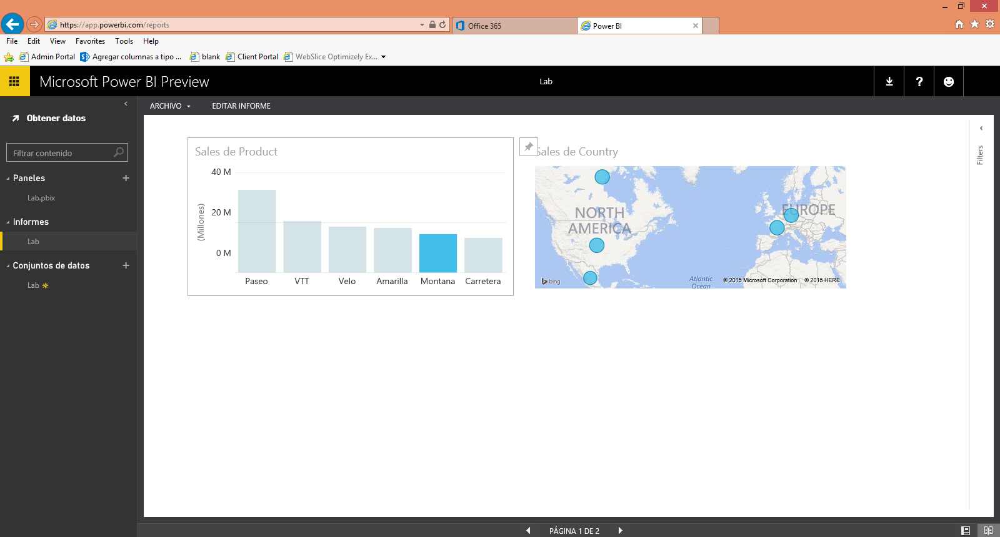 https://app.powerbi.com/reports
Office 365
Power BI
File Edit View Favorites Tools Help
Admin Portal Agregar columnas a tipo ... blank Client Portal WebSlice Optimizely Ex...
Microsoft Power BI Preview
Lab
?
ARCHIVO EDITAR INFORME
Obtener datos
Filtrar contenido
Paneles
Lab.pbix
Informes
Lab
Conjuntos de datos
Lab
Sales de Product
40 M
20 M
0 M
(Millones)
Paseo VTT Velo Amarilla Montana Carretera
Sales de Country
NORTH
AMERICA
EUROPE
Atlantic
Ocean
bing
© 2015 Microsoft Corporation © 2015 HERE
Filters
PÁGINA 1 DE 2